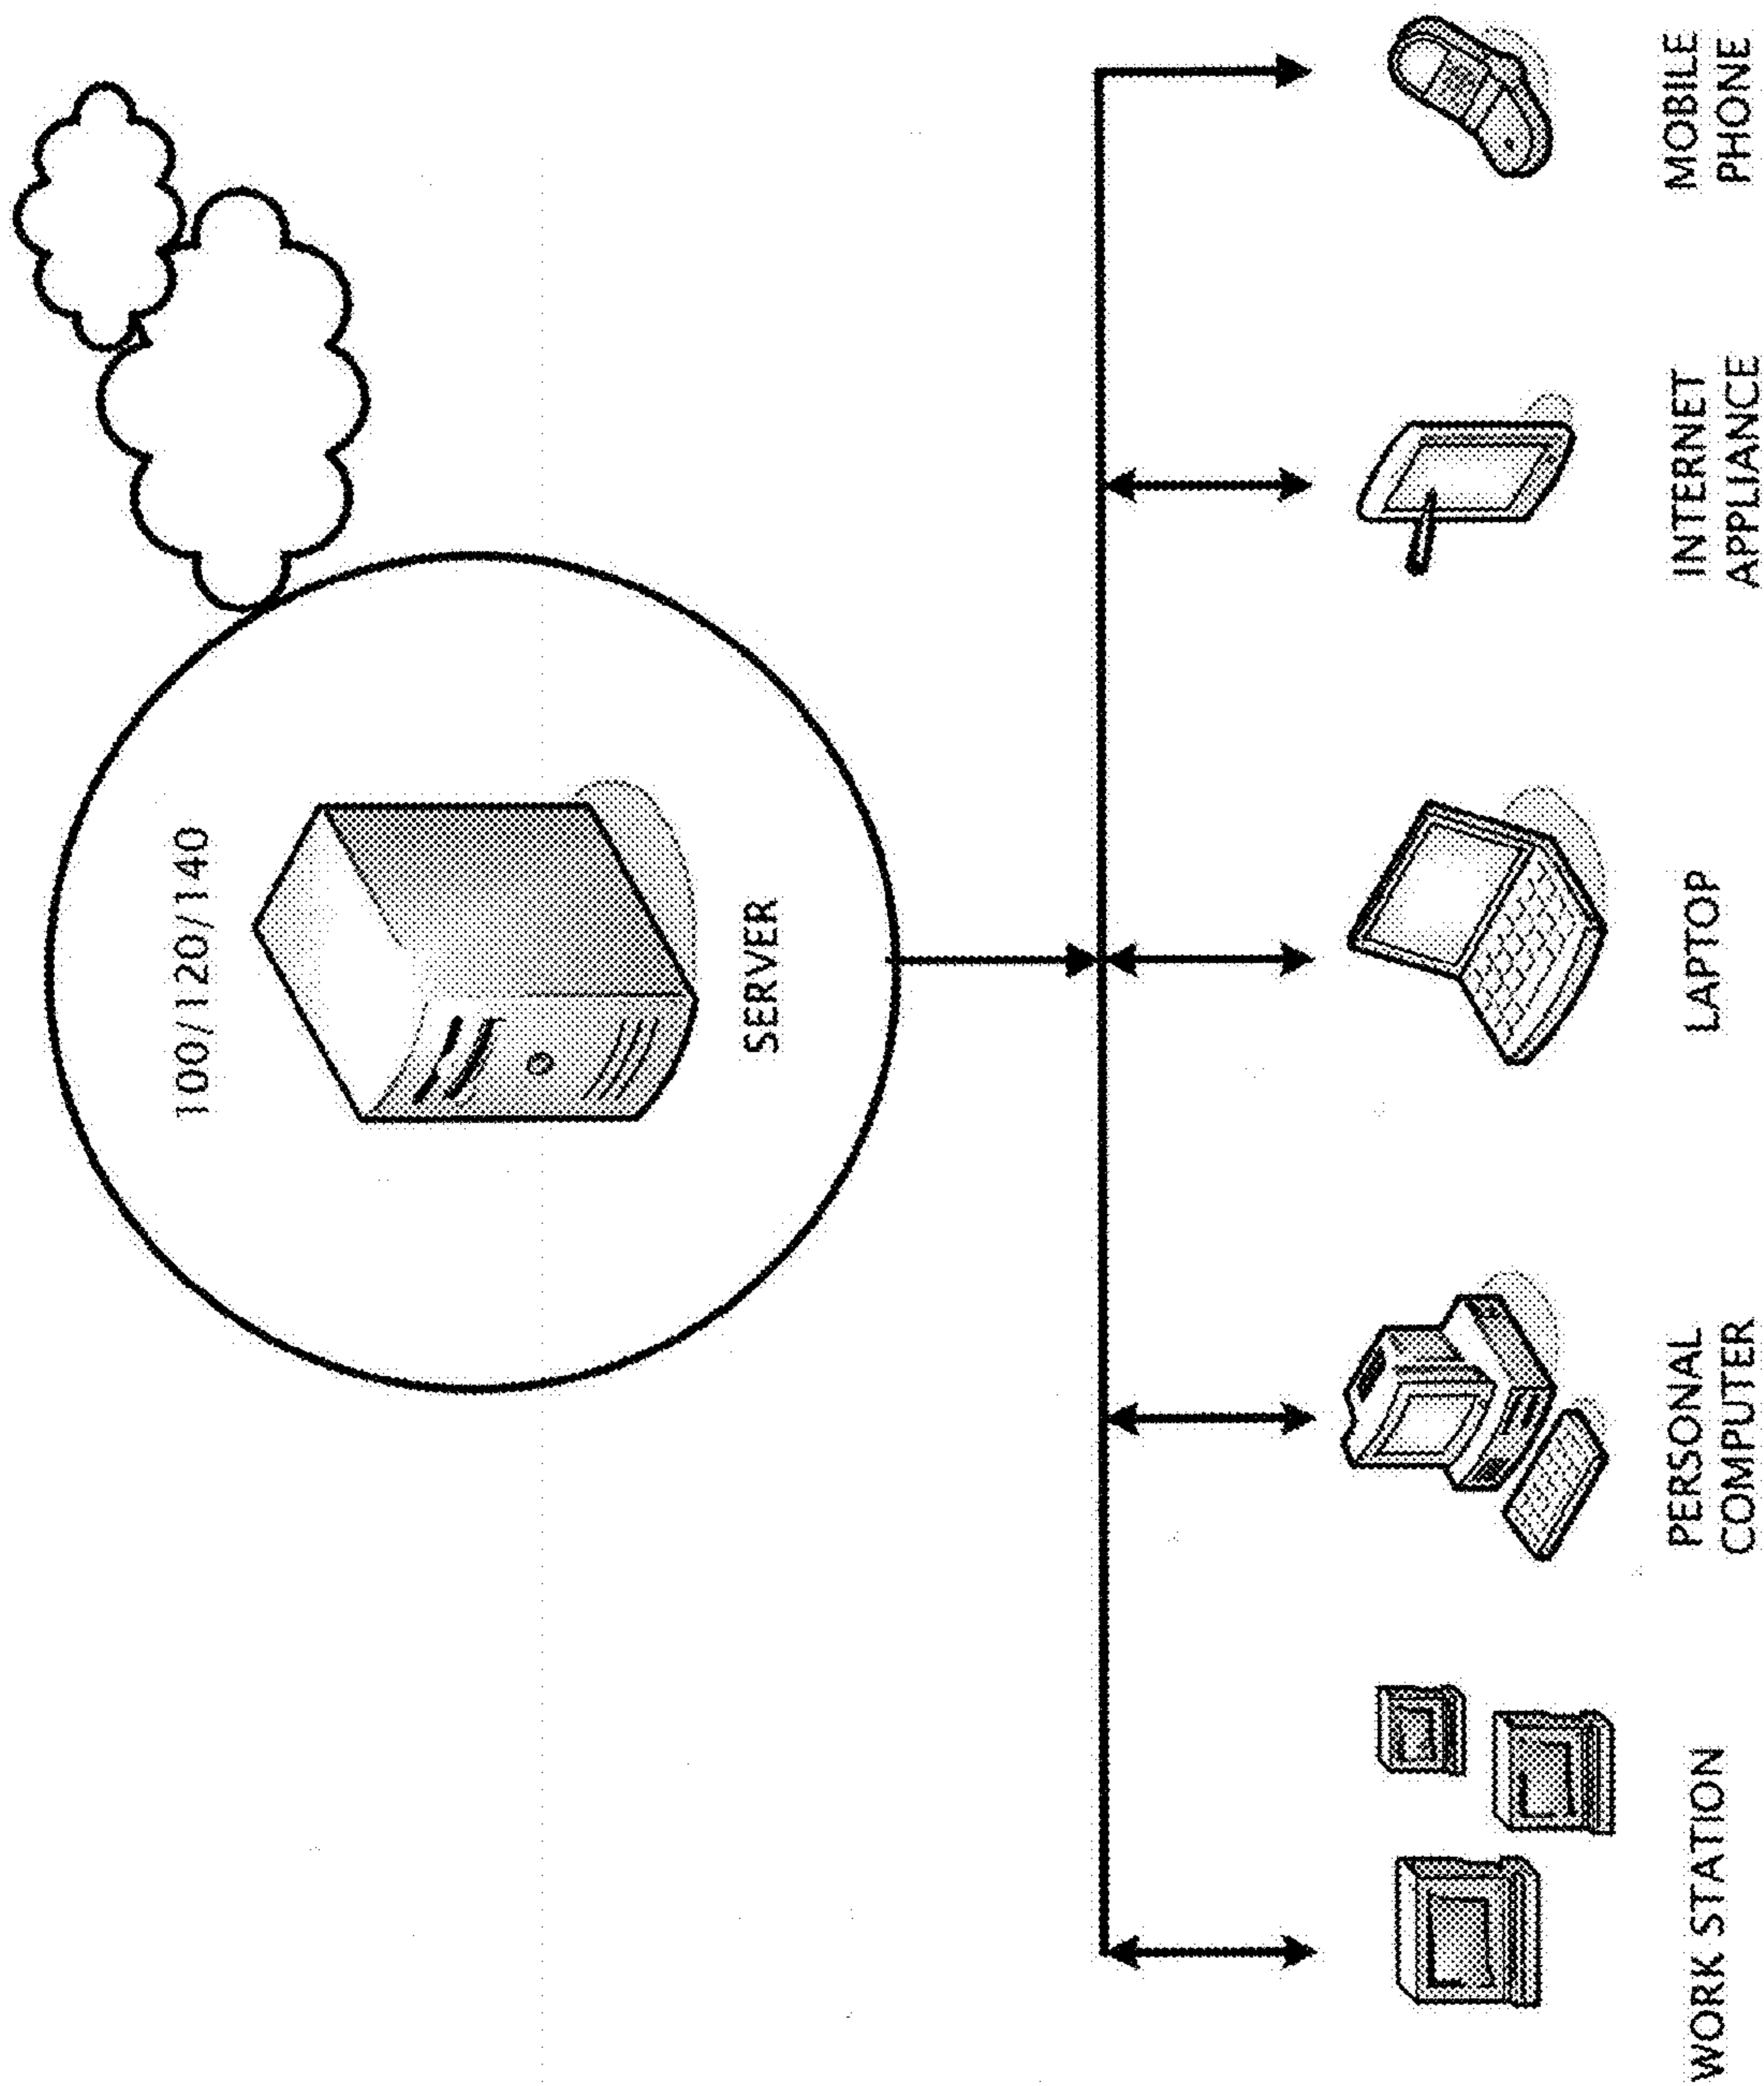 100/120/140
SERVER
WORK STATION
PERSONAL
COMPUTER
LAPTOP
INTERNET
APPLIANCE
MOBILE
PHONE